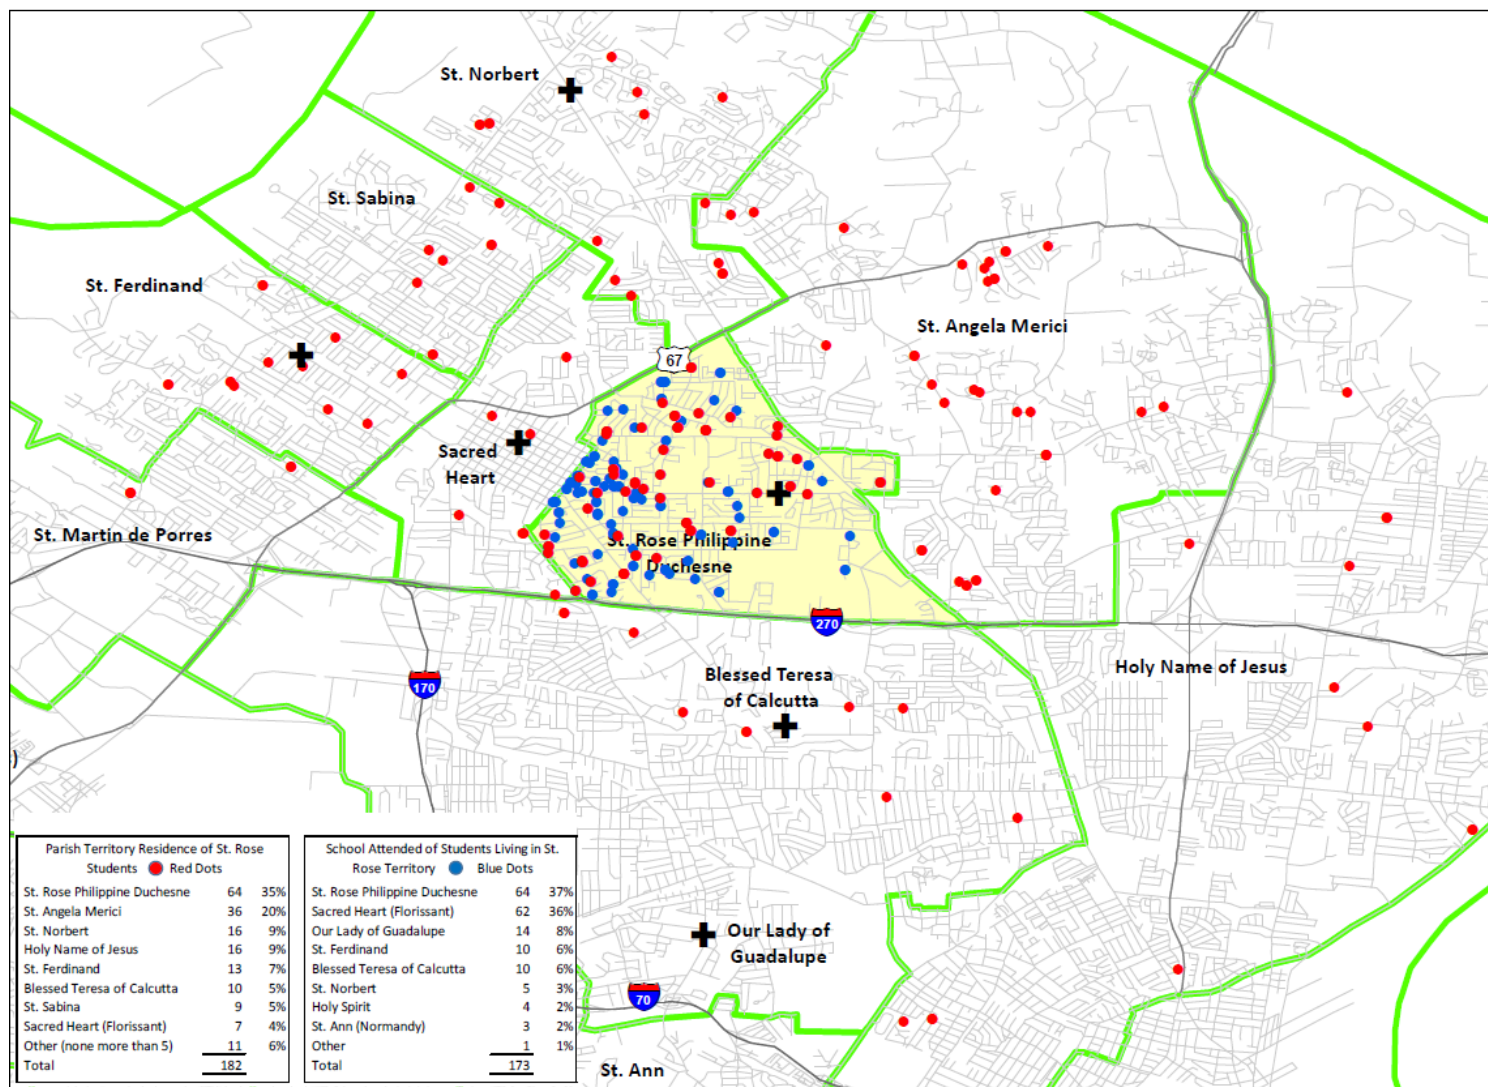 St. Norbert
St. Sabina
St. Ferdinand
St. Angela Merici
67
Sacred
Heart
St. Martin de Porres
St. Rose Philippine
Duchesne
270
170
Blessed Teresa
of Calcutta
Holy Name of Jesus
)
Our Lady of
Guadalupe
70
St. Ann
Parish Territory Residence of St. Rose
Students Red Dots
St. Rose Philippine Duchesne 64 35%
St. Angela Merici 36 20%
St. Norbert 16 9%
Holy Name of Jesus 16 9%
St. Ferdinand 13 7%
Blessed Teresa of Calcutta 10 5%
St. Sabina 9 5%
Sacred Heart (Florissant) 7 4%
Other (none more than 5) 11 6%
Total 182
School Attended of Students Living in St.
Rose Territory Blue Dots
St. Rose Philippine Duchesne 64 37%
Sacred Heart (Florissant) 62 36%
Our Lady of Guadalupe 14 8%
St. Ferdinand 10 6%
Blessed Teresa of Calcutta 10 6%
St. Norbert 5 3%
Holy Spirit 4 2%
St. Ann (Normandy) 3 2%
Other 1 1%
Total 173